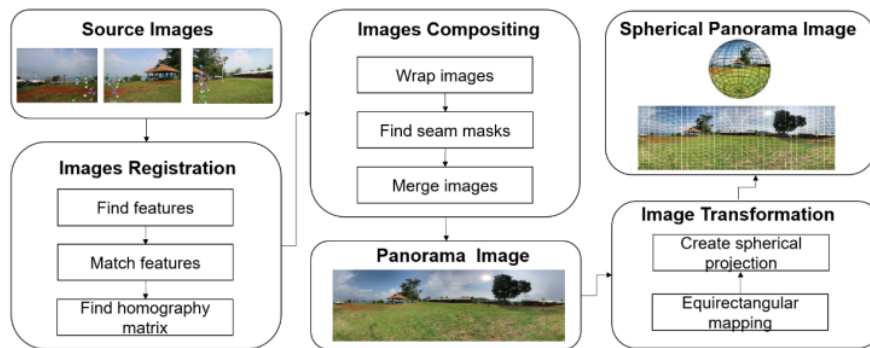 Source Images
Images Registration
Find features
Match features
Find homography
matrix
Images Compositing
Wrap images
Find seam masks
Merge images
Panorama Image
Image Transformation
Create spherical
projection
Equirectangular
mapping
Spherical Panorama Image